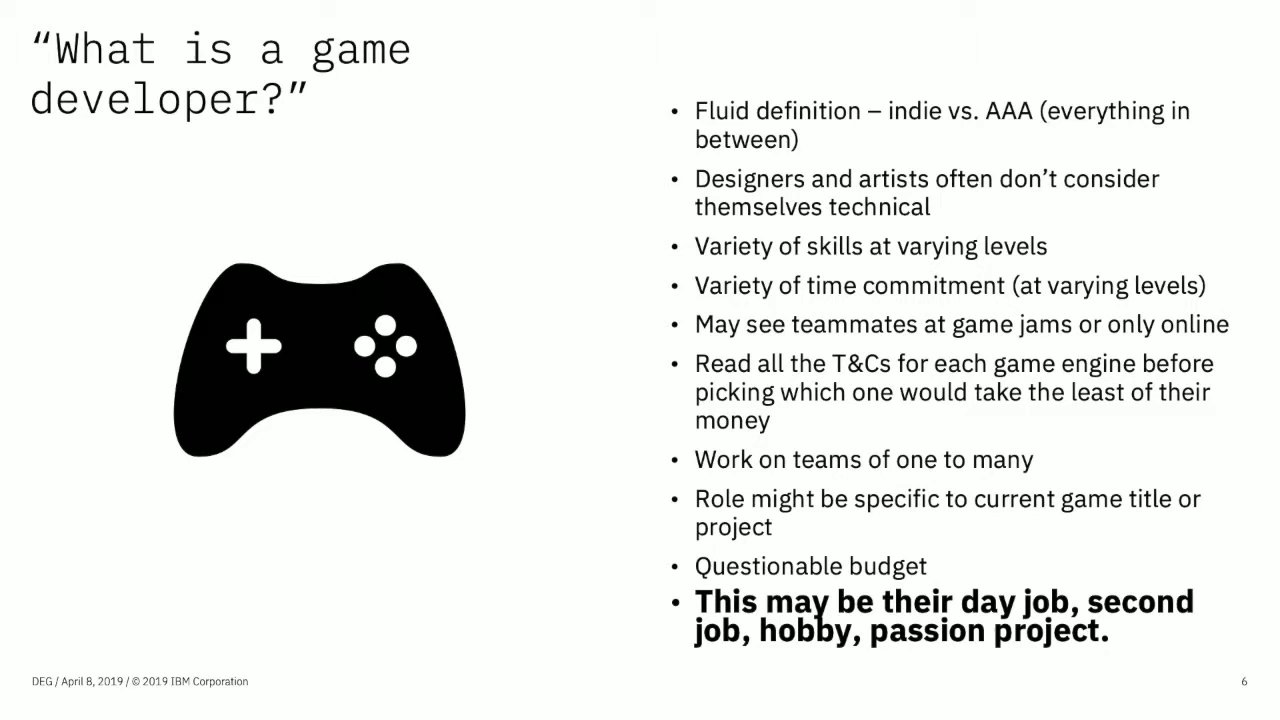 “What is a game
developer?”
• Fluid definition – indie vs. AAA (everything in
between)
• Designers and artists often don’t consider
themselves technical
• Variety of skills at varying levels
• Variety of time commitment (at varying levels)
• May see teammates at game jams or only online
• Read all the T&Cs for each game engine before
picking which one would take the least of their
money
• Work on teams of one to many
• Role might be specific to current game title or
project
• Questionable budget
• This may be their day job, second
job, hobby, passion project.
DEG / April 8, 2019 / © 2019 IBM Corporation
6